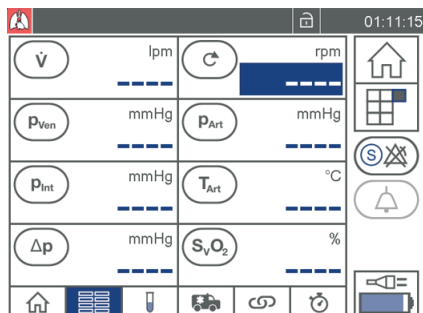 01:11:15
V̇ lpm
rpm
pVen mmHg
pArt mmHg
pInt mmHg
TArt °C
Δp mmHg
SvO2 %
S